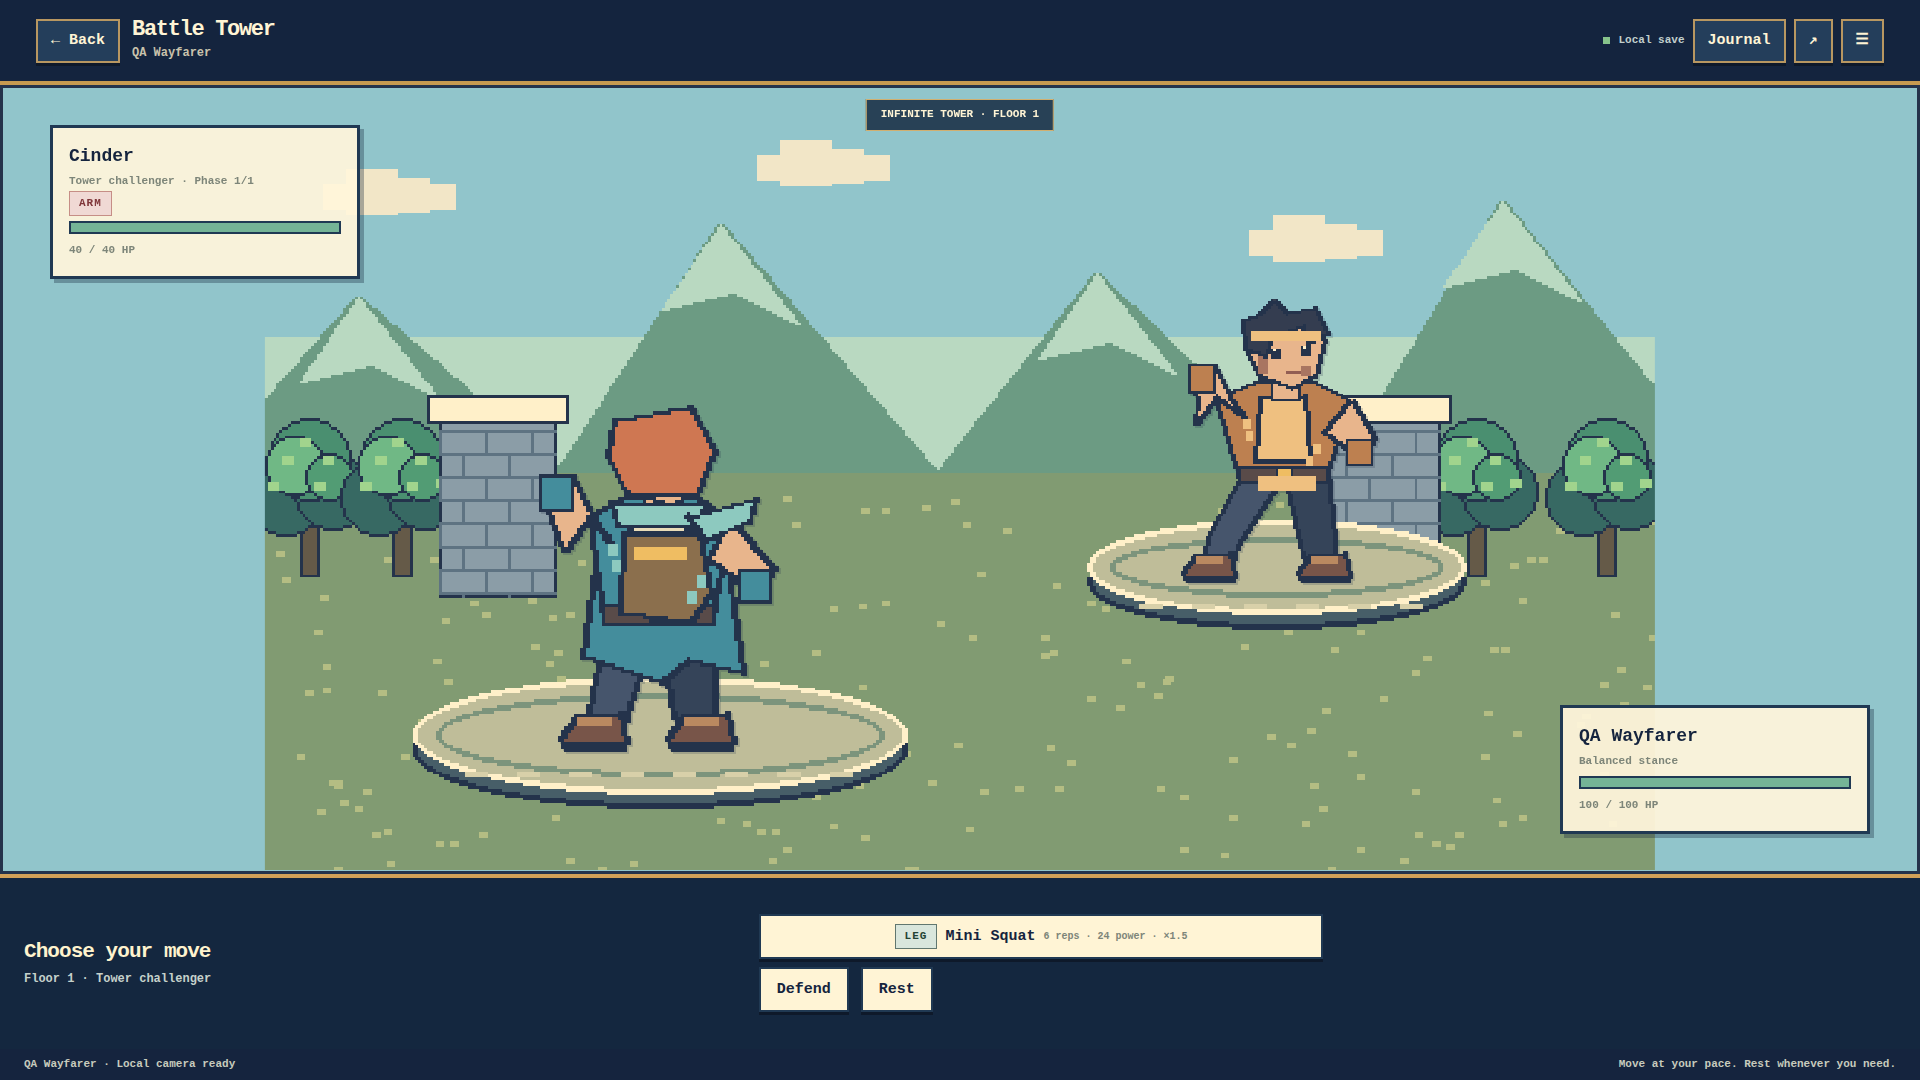 ← Back
Battle Tower
QA Wayfarer
Local save
Journal
↗
☰
INFINITE TOWER · FLOOR 1
Cinder
Tower challenger · Phase 1/1
ARM
40 / 40 HP
QA Wayfarer
Balanced stance
100 / 100 HP
Choose your move
Floor 1 · Tower challenger
LEG Mini Squat 6 reps · 24 power · ×1.5
Defend
Rest
QA Wayfarer · Local camera ready
Move at your pace. Rest whenever you need.